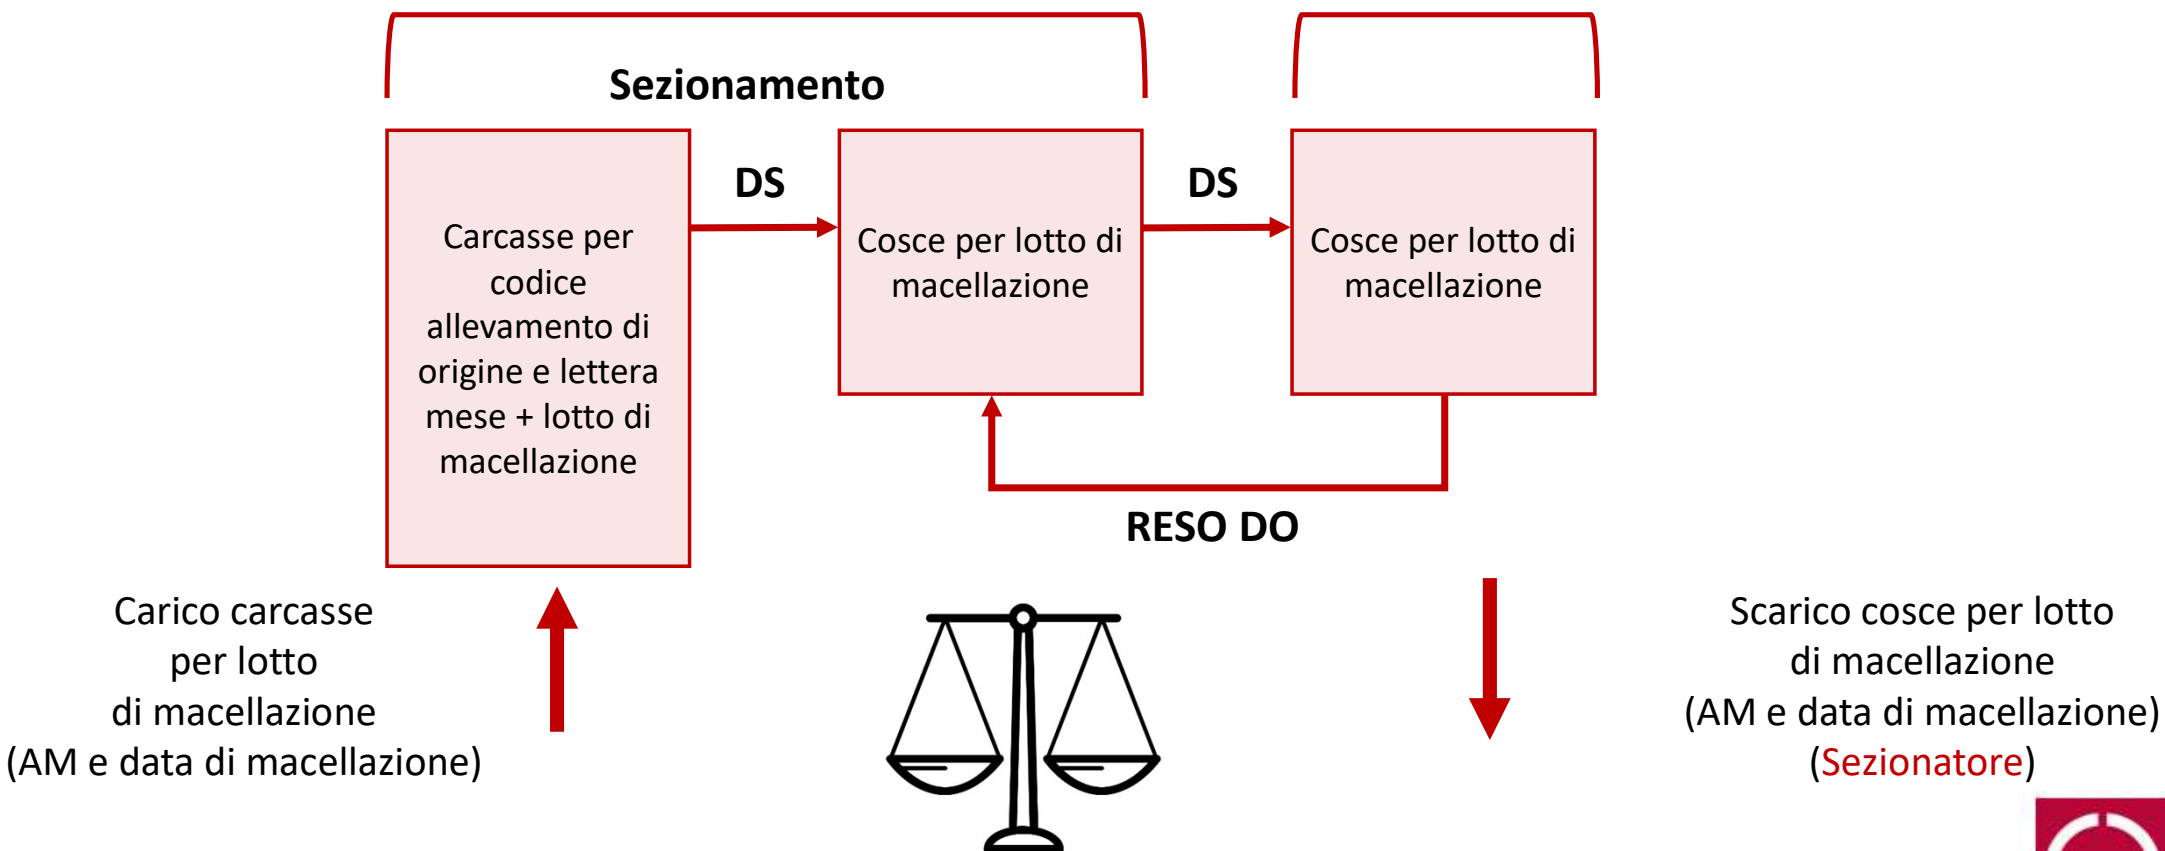 Sezionamento
DS
DS
Carcasse per
codice
allevamento di
origine e lettera
mese + lotto di
macellazione
Cosce per lotto di
macellazione
Cosce per lotto di
macellazione
RESO DO
Carico carcasse
per lotto
di macellazione
(AM e data di macellazione)
Scarico cosce per lotto
di macellazione
(AM e data di macellazione)
(Sezionatore)